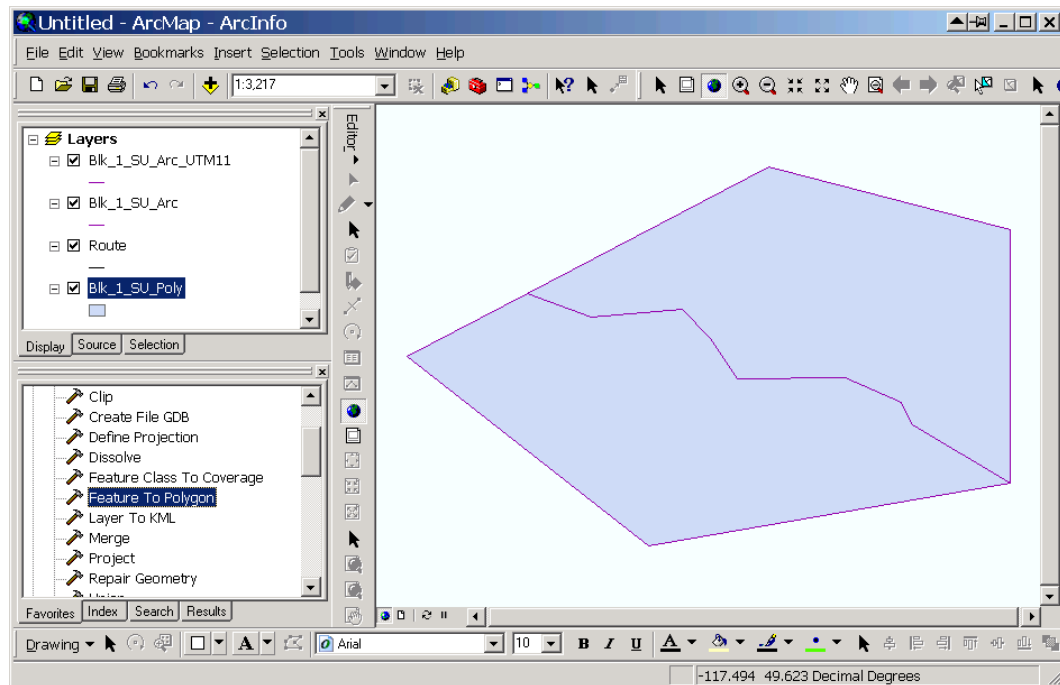 Untitled - ArcMap - ArcInfo
File Edit View Bookmarks Insert Selection Tools Window Help
1:3,217
Layers
Blk_1_SU_Arc_UTM11
Blk_1_SU_Arc
Route
Blk_1_SU_Poly
Display Source Selection
Editor
Clip
Create File GDB
Define Projection
Dissolve
Feature Class To Coverage
Feature To Polygon
Layer To KML
Merge
Project
Repair Geometry
Favorites Index Search Results
Drawing A Arial 10 B I U A
-117.494 49.623 Decimal Degrees